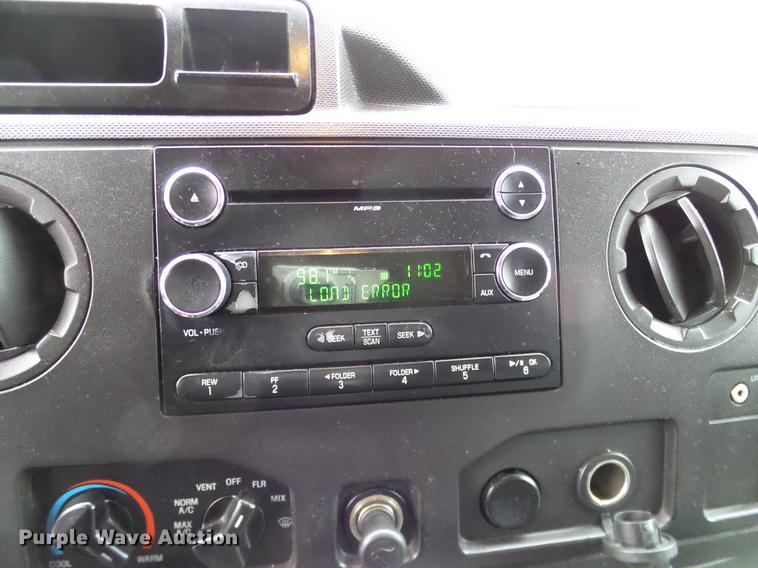 MP3
CD
98.1
11:02
LOAD ERROR
MENU
AUX
VOL - PUSH
SEEK
TEXT
SCAN
SEEK
REW
1
FF
2
FOLDER
3
FOLDER
4
SHUFFLE
5
OK
6
VENT
OFF
FLR
MIX
NORM
A/C
MAX
A/C
COOL
WARM
Purple Wave Auction